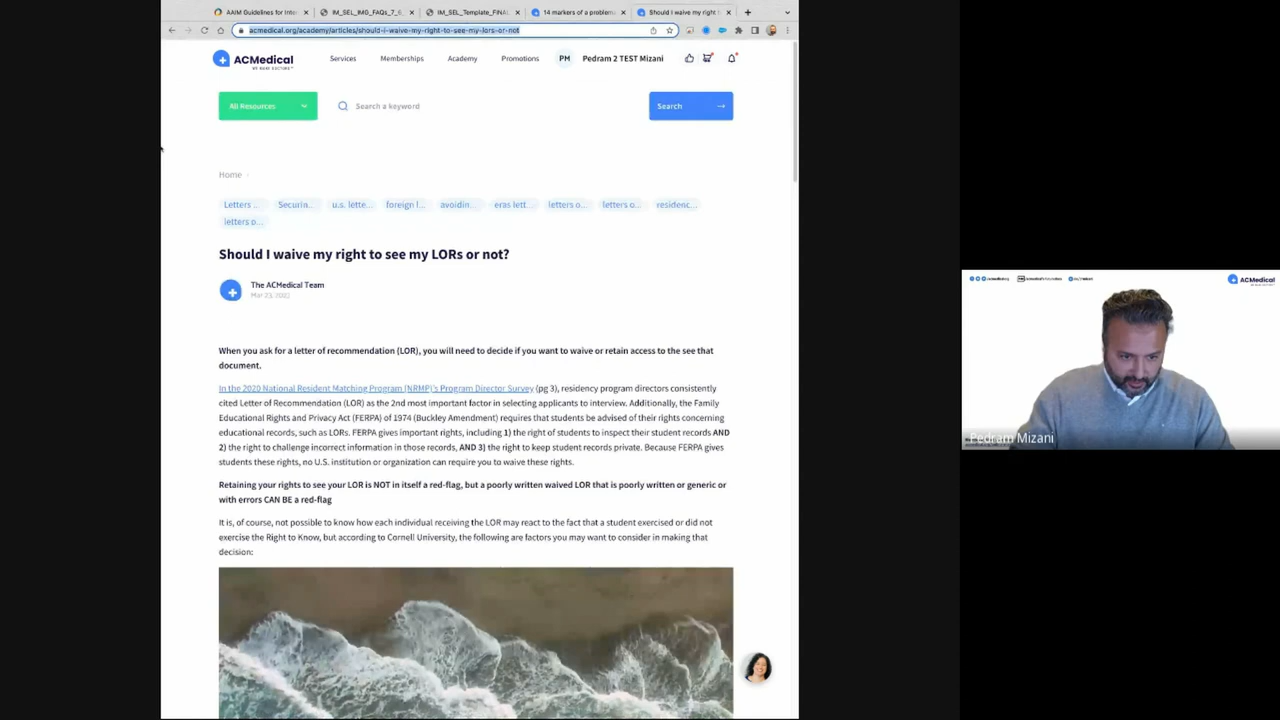 AAIM Guidelines for Inter
IM_SEL_IMG_FAQs_7_6
IM_SEL_Template_FINAL
14 markers of a problema
Should I waive my right
acmedical.org/academy/articles/should-i-waive-my-right-to-see-my-lors-or-not
ACMedical
Services
Memberships
Academy
Promotions
PM
Pedram 2 TEST Mizani
All Resources
Search a keyword
Search
Home
Letters ...
Securin...
u.s. lette...
foreign l...
avoidin...
eras lett...
letters o...
letters o...
residenc...
letters o...
Should I waive my right to see my LORs or not?
The ACMedical Team
When you ask for a letter of recommendation (LOR), you will need to decide if you want to waive or retain access to the see that
document.
In the 2020 National Resident Matching Program (NRMP)'s Program Director Survey (pg 3), residency program directors consistently
cited Letter of Recommendation (LOR) as the 2nd most important factor in selecting applicants to interview. Additionally, the Family
Educational Rights and Privacy Act (FERPA) of 1974 (Buckley Amendment) requires that students be advised of their rights concerning
educational records, such as LORs. FERPA gives important rights, including 1) the right of students to inspect their student records AND
2) the right to challenge incorrect information in those records, AND 3) the right to keep student records private. Because FERPA gives
students these rights, no U.S. institution or organization can require you to waive these rights.
Retaining your rights to see your LOR is NOT in itself a red-flag, but a poorly written waived LOR that is poorly written or generic or
with errors CAN BE a red-flag
It is, of course, not possible to know how each individual receiving the LOR may react to the fact that a student exercised or did not
exercise the Right to Know, but according to Cornell University, the following are factors you may want to consider in making that
decision:
ACMedical
Pedram Mizani